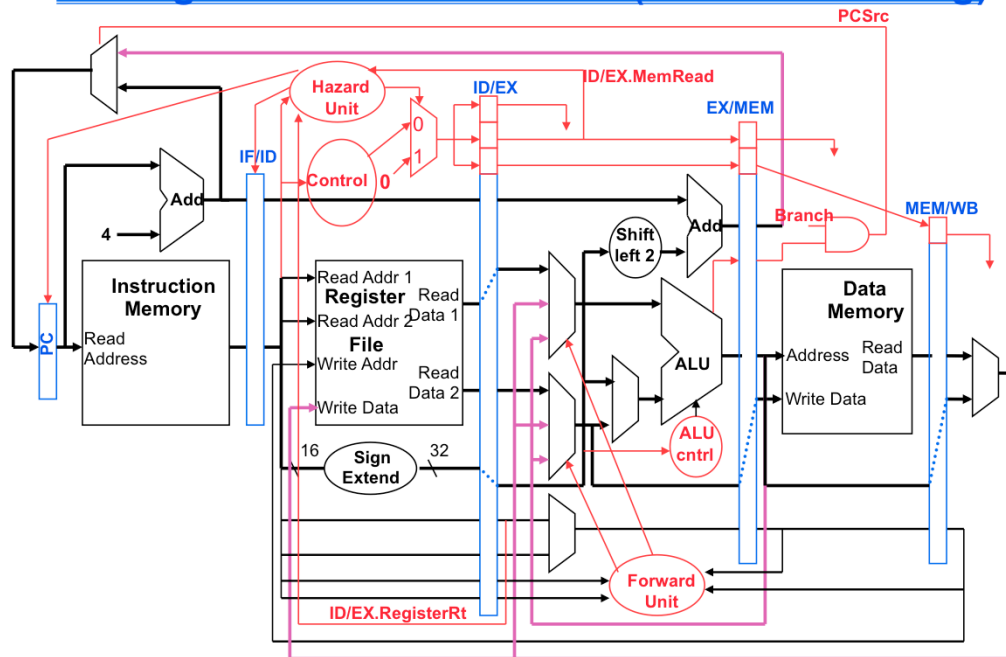 PCSrc
Hazard
Unit
ID/EX.MemRead
ID/EX
EX/MEM
0
1
IF/ID
Control
0
Add
4
Shift
left 2
Add
Branch
MEM/WB
Instruction
Memory
Read
Address
PC
Read Addr 1
Register
Read
Data 1
Read Addr 2
File
Write Addr
Read
Data 2
Write Data
16
Sign
Extend
32
ALU
ALU
cntrl
Data
Memory
Address
Read
Data
Write Data
Forward
Unit
ID/EX.RegisterRt